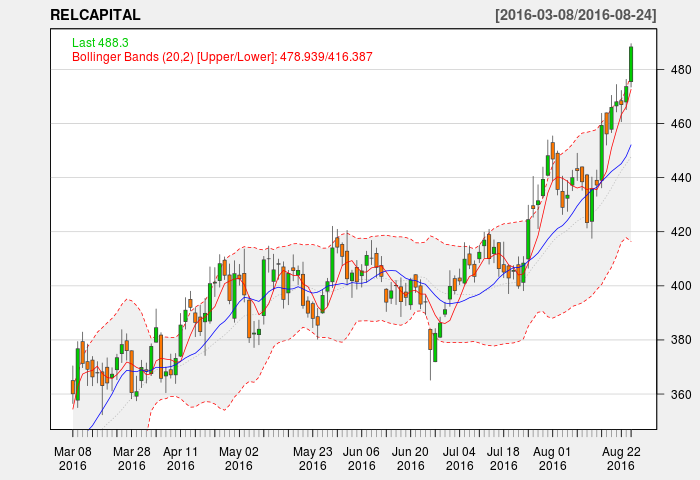 RELCAPITAL [2016-03-08/2016-08-24]
Last 488.3
Bollinger Bands (20,2) [Upper/Lower]: 478.939/416.387
480
460
440
420
400
380
360
Mar 08 Mar 28 Apr 11 May 02 May 23 Jun 06 Jun 20 Jul 04 Jul 18 Aug 01 Aug 22
2016 2016 2016 2016 2016 2016 2016 2016 2016 2016 2016